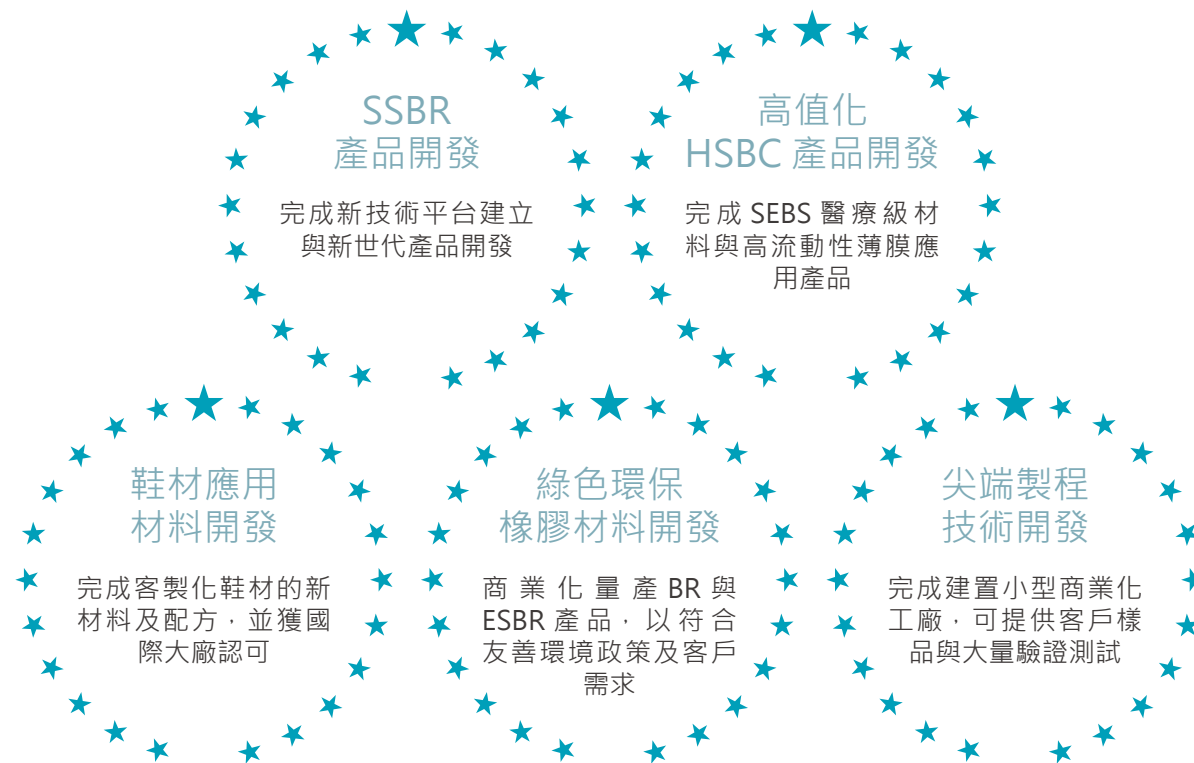 SSBR
產品開發
完成新技術平台建立
與新世代產品開發
高值化
HSBC 產品開發
完成 SEBS 醫療級材
料與高流動性薄膜應
用產品
鞋材應用
材料開發
完成客製化鞋材的新
材料及配方，並獲國
際大廠認可
綠色環保
橡膠材料開發
商業化量產 BR 與
ESBR 產品，以符合
友善環境政策及客戶
需求
尖端製程
技術開發
完成建置小型商業化
工廠，可提供客戶樣
品與大量驗證測試